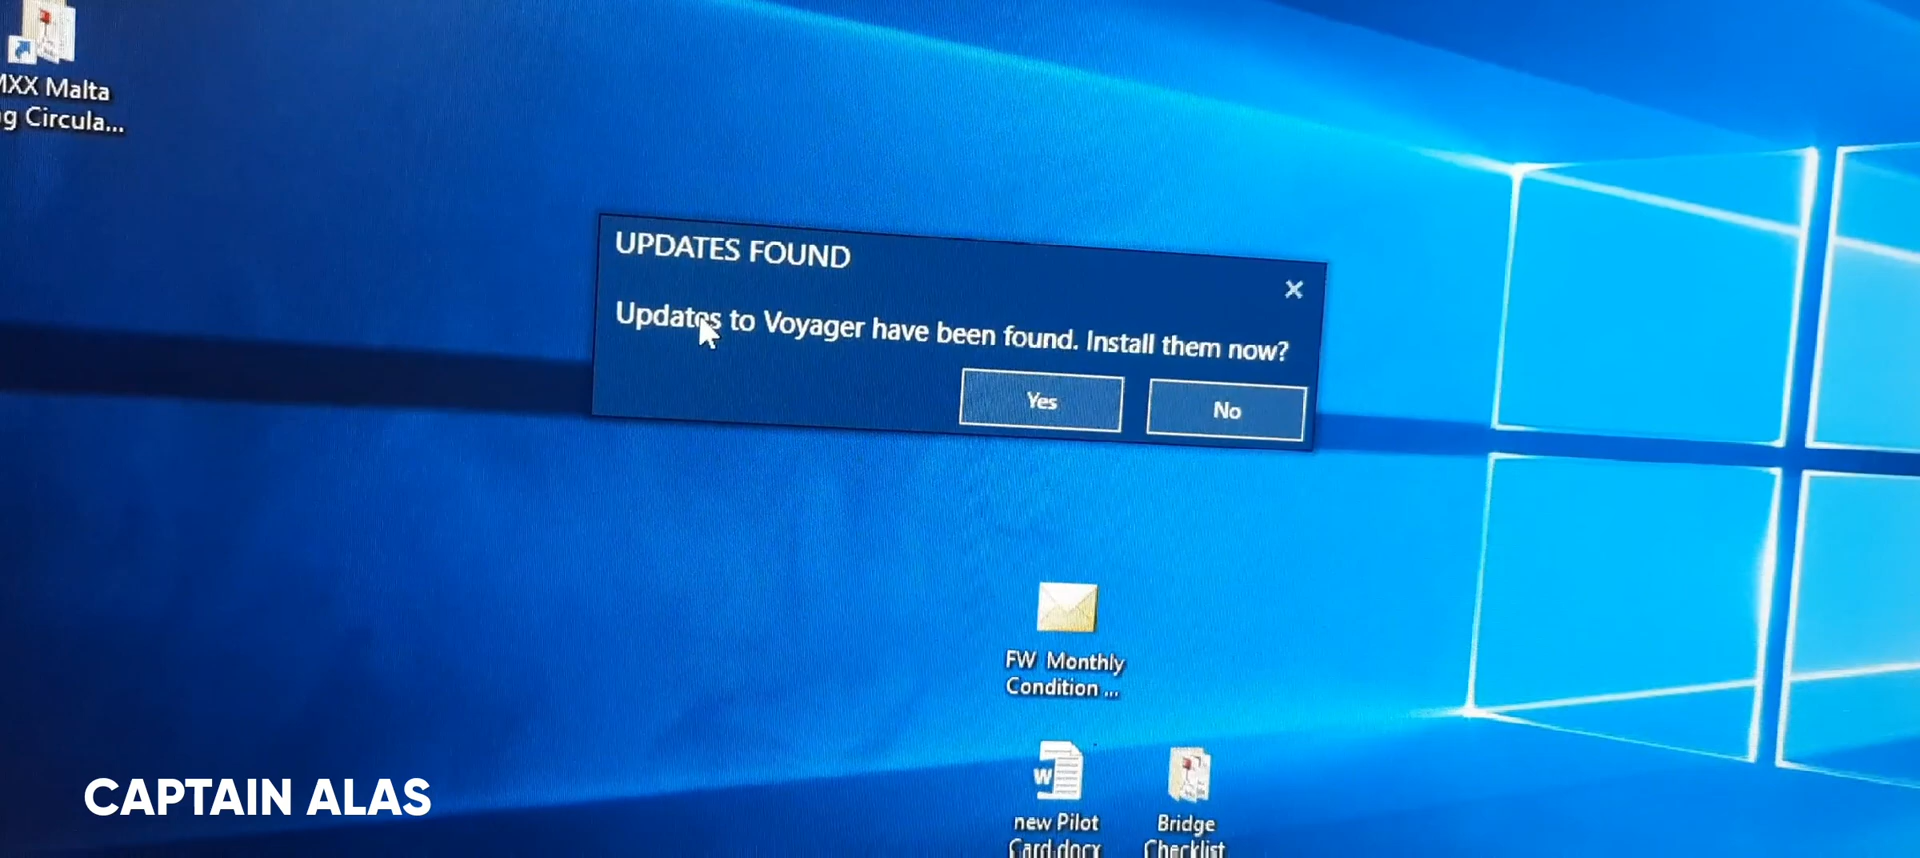 MXX Malta
g Circula...
UPDATES FOUND
Updates to Voyager have been found. Install them now?
Yes
No
FW Monthly
Condition ...
W
new Pilot
Card.docx
Bridge
Checklist
CAPTAIN ALAS